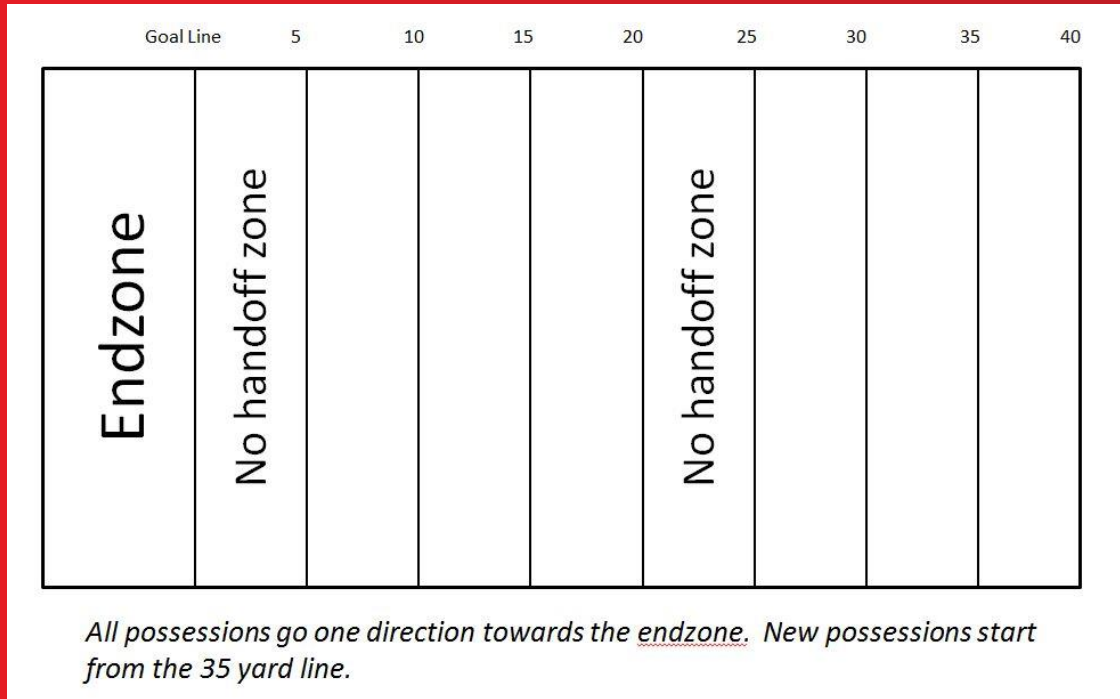 Goal Line 5 10 15 20 25 30 35 40
Endzone
No handoff zone
No handoff zone
All possessions go one direction towards the endzone. New possessions start
from the 35 yard line.